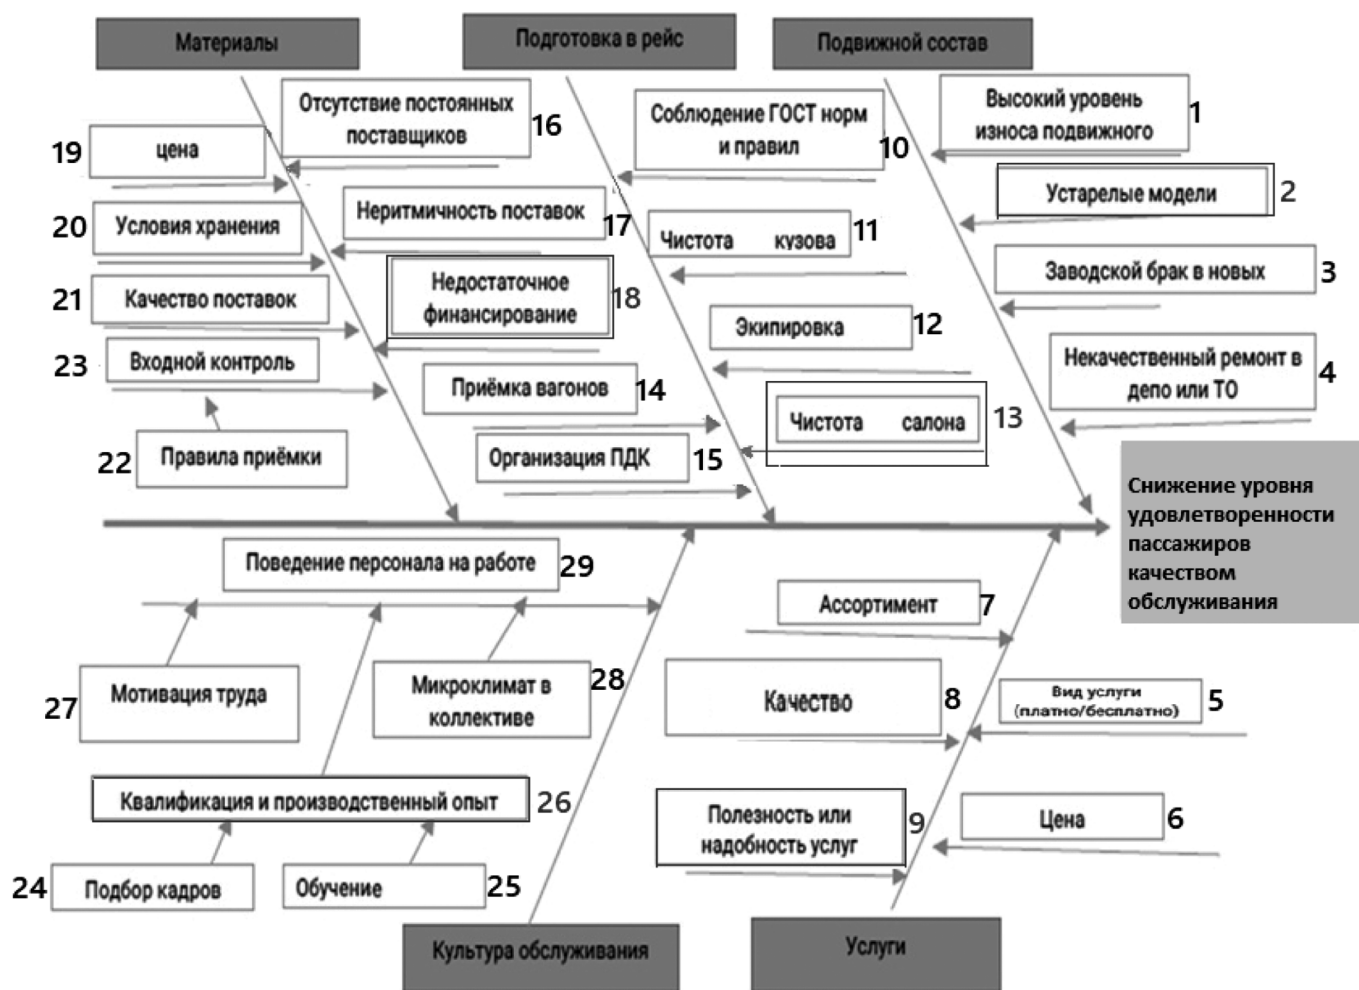 Материалы
Подготовка в рейс
Подвижной состав
Отсутствие постоянных
поставщиков
16
19
цена
20
Условия хранения
Неритмичность поставок
17
21
Качество поставок
Недостаточное
финансирование
18
23
Входной контроль
22
Правила приёмки
Соблюдение ГОСТ норм
и правил
10
Чистота кузова
11
Экипировка
12
Приёмка вагонов
14
Чистота салона
13
Организация ПДК
15
Высокий уровень
износа подвижного
1
Устарелые модели
2
Заводской брак в новых
3
Некачественный ремонт в
депо или ТО
4
Снижение уровня
удовлетворенности
пассажиров
качеством
обслуживания
Поведение персонала на работе
29
27
Мотивация труда
Микроклимат в
коллективе
28
Квалификация и производственный опыт
26
24
Подбор кадров
Обучение
25
Ассортимент
7
Качество
8
Вид услуги
(платно/бесплатно)
5
Полезность или
надобность услуг
9
Цена
6
Культура обслуживания
Услуги